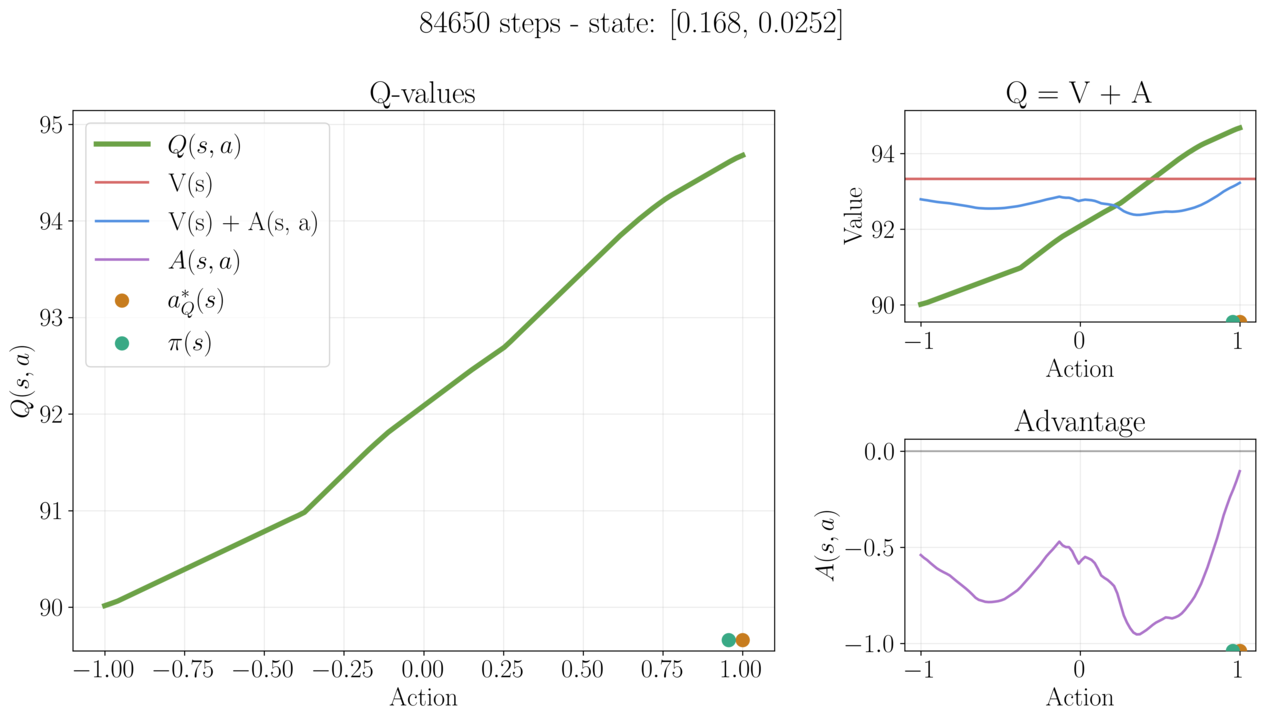 84650 steps - state: [0.168, 0.0252]
Q-values
Q(s, a)
95
94
93
92
91
90
Q(s, a)
V(s)
V(s) + A(s, a)
A(s, a)
a*Q(s)
π(s)
−1.00 −0.75 −0.50 −0.25 0.00 0.25 0.50 0.75 1.00
Action
Q = V + A
Value
94
92
90
−1 0 1
Action
Advantage
A(s, a)
0.0
−0.5
−1.0
−1 0 1
Action